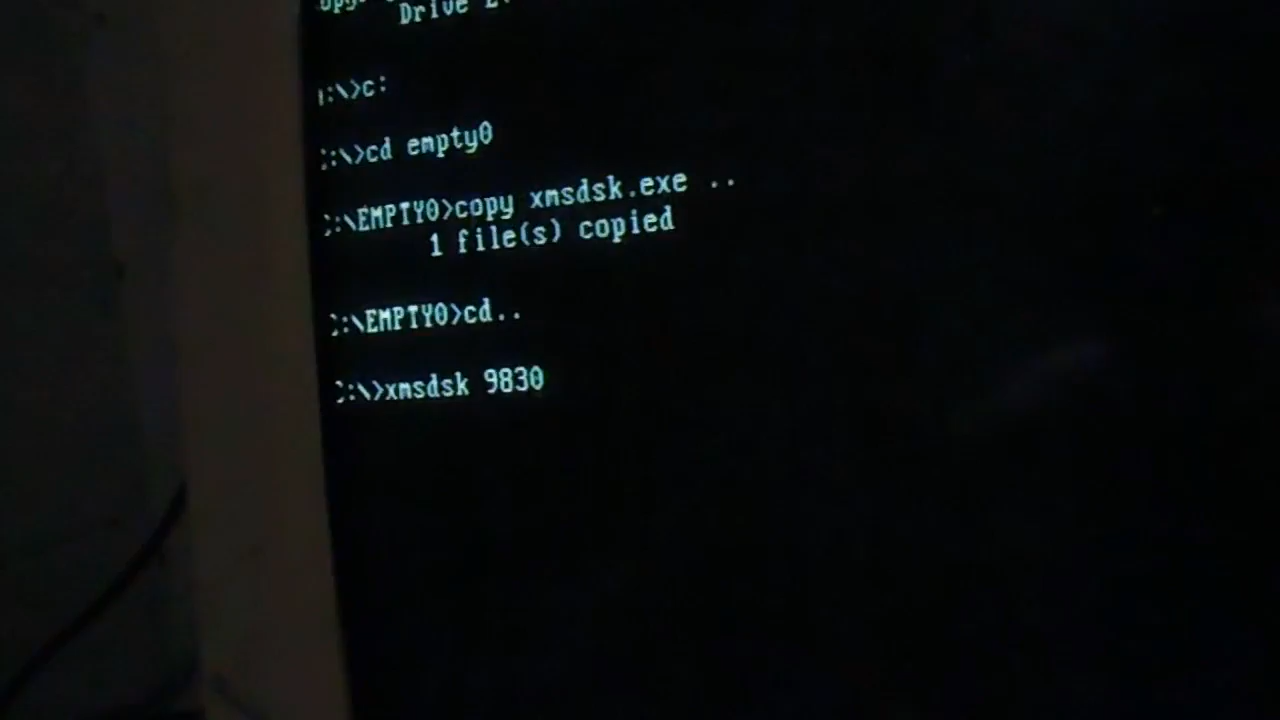 Drive
:\>c:
:\>cd empty0
:\EMPTY0>copy xmsdsk.exe ..
1 file(s) copied
:\EMPTY0>cd..
C:\>xmsdsk 9830